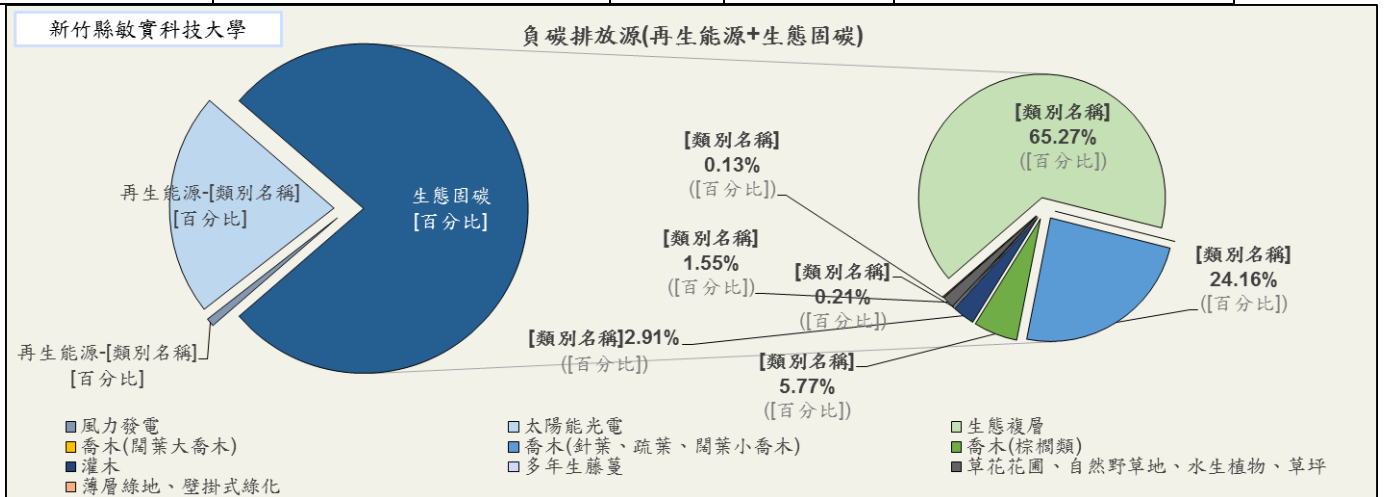 新竹縣敏實科技大學
負碳排放源(再生能源+生態固碳)
再生能源-[類別名稱]
[百分比]
生態固碳
[百分比]
再生能源-[類別名稱]
[百分比]
[類別名稱]
65.27%
([百分比])
[類別名稱]
0.13%
([百分比])
[類別名稱]
1.55%
([百分比])
[類別名稱]
0.21%
([百分比])
[類別名稱]2.91%
([百分比])
[類別名稱]
5.77%
([百分比])
[類別名稱]
24.16%
([百分比])
風力發電
太陽能光電
生態複層
喬木(闊葉大喬木)
喬木(針葉、疏葉、闊葉小喬木)
喬木(棕櫚類)
灌木
多年生藤蔓
草花花圃、自然野草地、水生植物、草坪
薄層綠地、壁掛式綠化